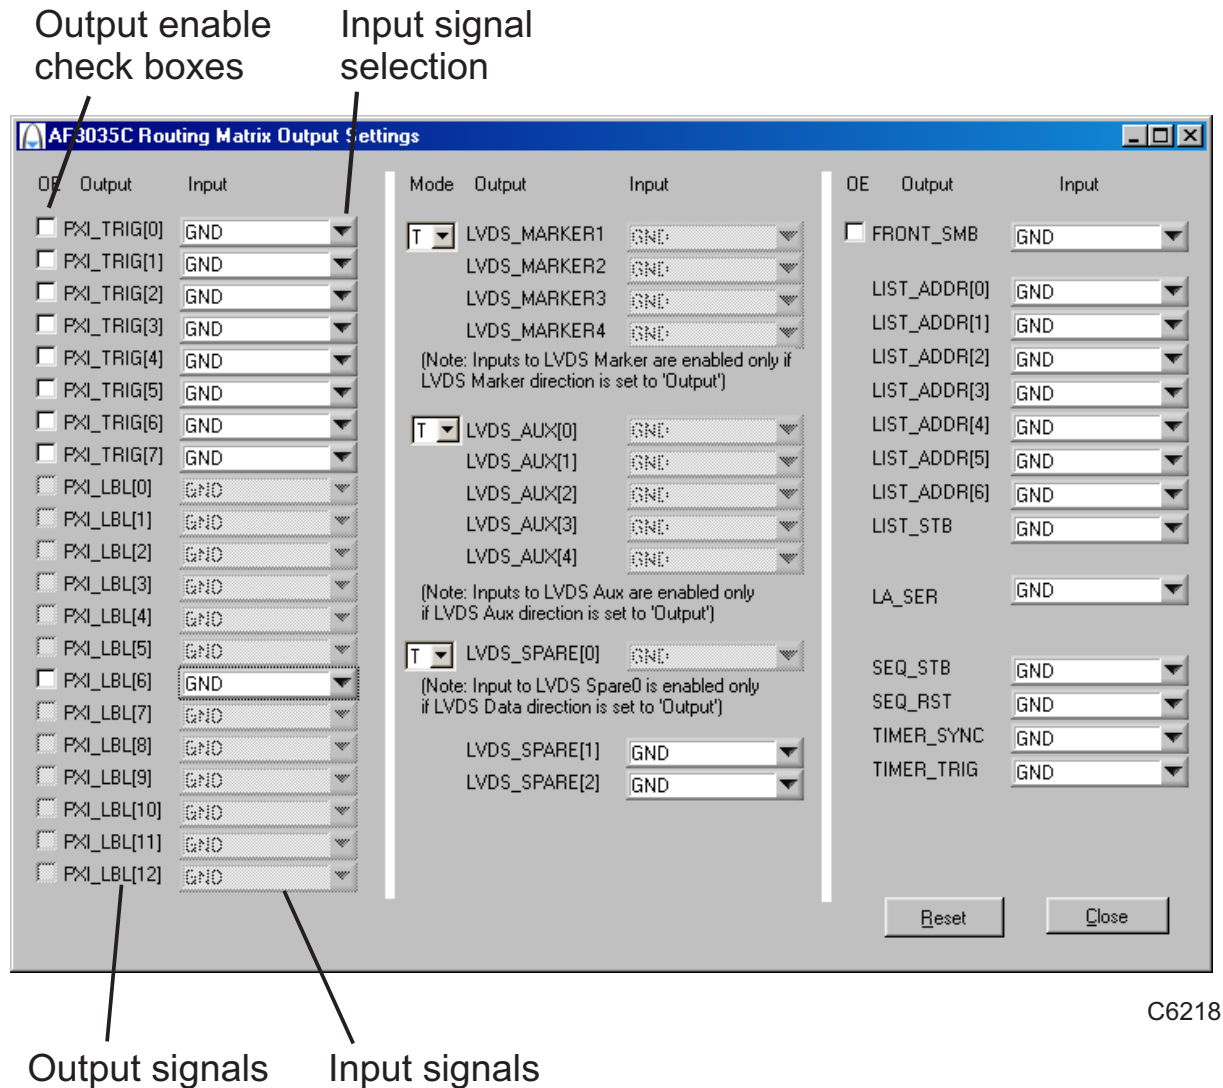 Output enable
check boxes
Input signal
selection
AF3035C Routing Matrix Output Settings
OE Output Input
PXI_TRIG[0] GND
PXI_TRIG[1] GND
PXI_TRIG[2] GND
PXI_TRIG[3] GND
PXI_TRIG[4] GND
PXI_TRIG[5] GND
PXI_TRIG[6] GND
PXI_TRIG[7] GND
PXI_LBL[0] GND
PXI_LBL[1] GND
PXI_LBL[2] GND
PXI_LBL[3] GND
PXI_LBL[4] GND
PXI_LBL[5] GND
PXI_LBL[6] GND
PXI_LBL[7] GND
PXI_LBL[8] GND
PXI_LBL[9] GND
PXI_LBL[10] GND
PXI_LBL[11] GND
PXI_LBL[12] GND
Mode Output Input
T LVDS_MARKER1 GND
LVDS_MARKER2 GND
LVDS_MARKER3 GND
LVDS_MARKER4 GND
(Note: Inputs to LVDS Marker are enabled only if
LVDS Marker direction is set to 'Output')
T LVDS_AUX[0] GND
LVDS_AUX[1] GND
LVDS_AUX[2] GND
LVDS_AUX[3] GND
LVDS_AUX[4] GND
(Note: Inputs to LVDS Aux are enabled only
if LVDS Aux direction is set to 'Output')
T LVDS_SPARE[0] GND
(Note: Input to LVDS Spare0 is enabled only
if LVDS Data direction is set to 'Output')
LVDS_SPARE[1] GND
LVDS_SPARE[2] GND
OE Output Input
FRONT_SMB GND
LIST_ADDR[0] GND
LIST_ADDR[1] GND
LIST_ADDR[2] GND
LIST_ADDR[3] GND
LIST_ADDR[4] GND
LIST_ADDR[5] GND
LIST_ADDR[6] GND
LIST_STB GND
LA_SER GND
SEQ_STB GND
SEQ_RST GND
TIMER_SYNC GND
TIMER_TRIG GND
Reset Close
C6218
Output signals
Input signals